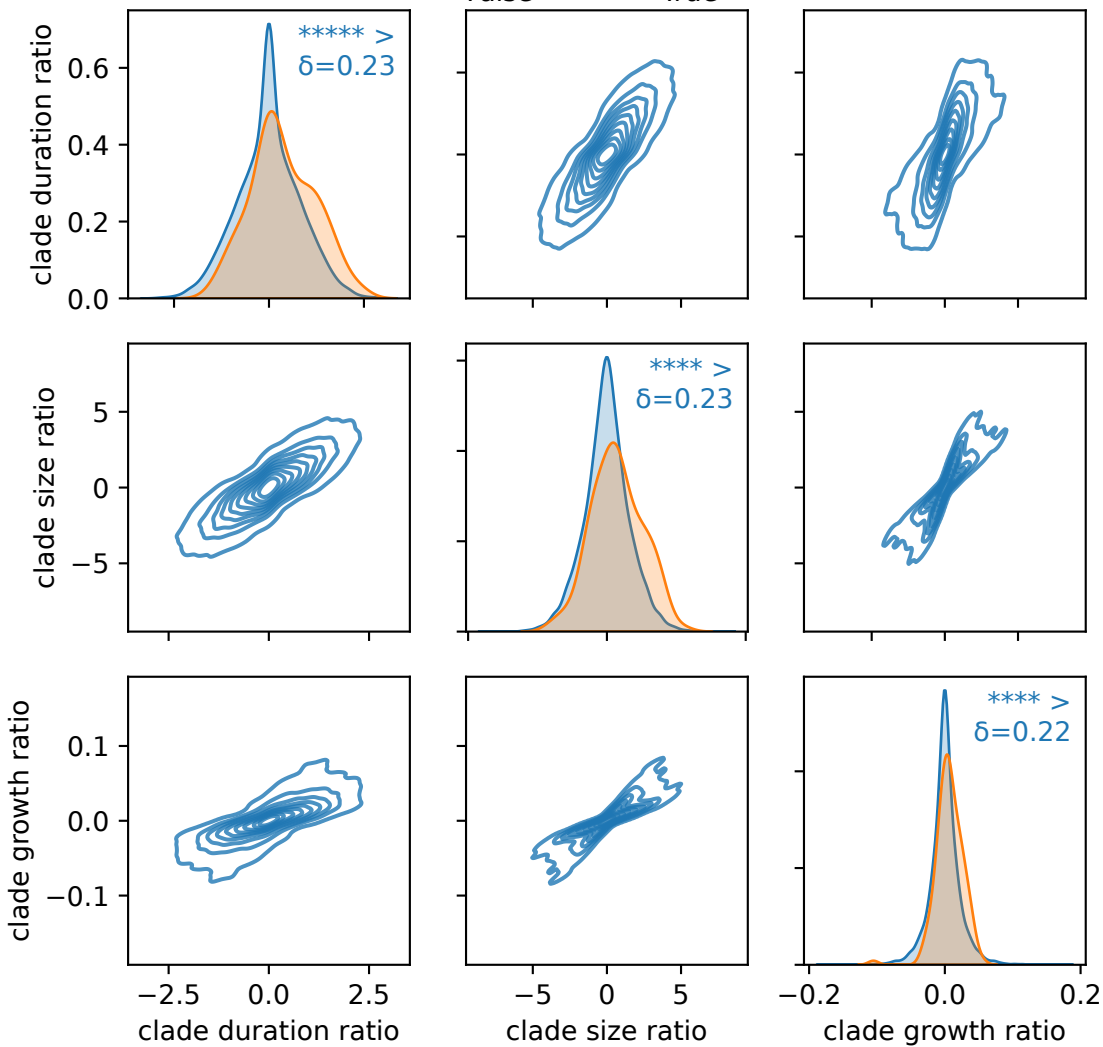 ***** >
δ=0.23
clade duration ratio
0.6
0.4
0.2
0.0
**** >
δ=0.23
clade size ratio
5
0
−5
**** >
δ=0.22
clade growth ratio
0.1
0.0
−0.1
−2.5 0.0 2.5
−5 0 5
−0.2 0.0 0.2
clade duration ratio
clade size ratio
clade growth ratio